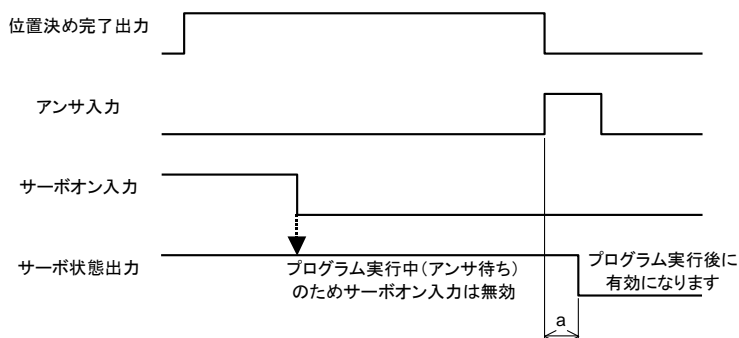 位置決め完了出力
アンサ入力
サーボオン入力
サーボ状態出力
プログラム実行中(アンサ待ち)
のためサーボオン入力は無効
プログラム実行後に
有効になります
a